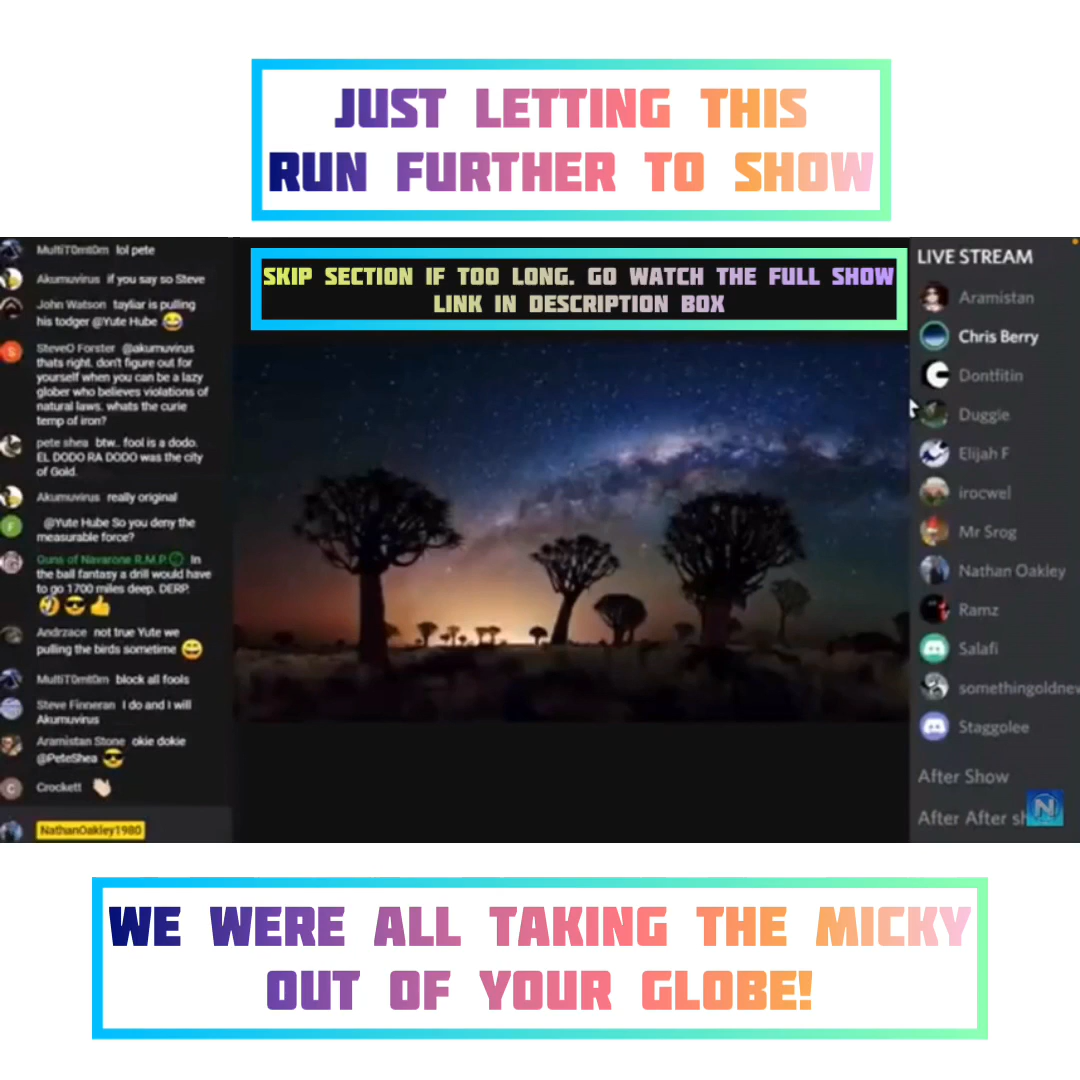 JUST LETTING THIS
RUN FURTHER TO SHOW
SKIP SECTION IF TOO LONG. GO WATCH THE FULL SHOW
LINK IN DESCRIPTION BOX
MultiT0mt0m lol pete
Akumuvirus if you say so Steve
John Watson tayliar is pulling
his todger @Yute Hube 😂
S
SteveO Forster @akumuvirus
thats right. don't figure out for
yourself when you can be a lazy
glober who believes violations of
natural laws. whats the curie
temp of iron?
pete shea btw.. fool is a dodo.
EL DODO RA DODO was the city
of Gold.
Akumuvirus really original
F
@Yute Hube So you deny the
measurable force?
Guns of Navarone R.M.P. In
the ball fantasy a drill would have
to go 1700 miles deep. DERP.
🤣😎👍
Andrzace not true Yute we
pulling the birds sometime 😄
MultiT0mt0m block all fools
Steve Finneran I do and I will
Akumuvirus
Aramistan Stone okie dokie
@PeteShea 😎
C
Crockett 👏🏻
NathanOakley1980
LIVE STREAM
Aramistan
Chris Berry
Dontfitin
Duggie
Elijah F
irocwel
Mr Srog
Nathan Oakley
Ramz
Salafi
somethingoldnew
Staggolee
After Show
After After sh
N
WE WERE ALL TAKING THE MICKY
OUT OF YOUR GLOBE!